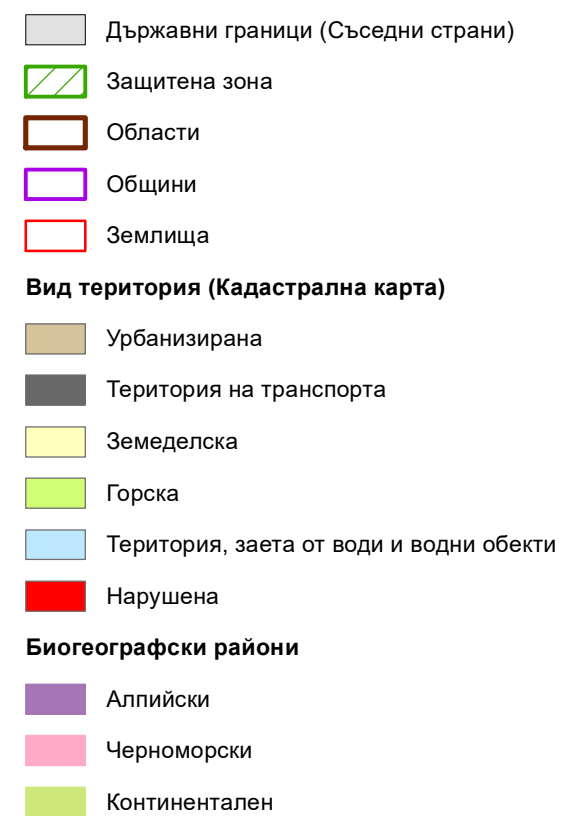 Държавни граници (Съседни страни)
Защитена зона
Области
Общини
Землища
Вид територия (Кадастрална карта)
Урбанизирана
Територия на транспорта
Земеделска
Горска
Територия, заета от води и водни обекти
Нарушена
Биогеографски райони
Алпийски
Черноморски
Континентален